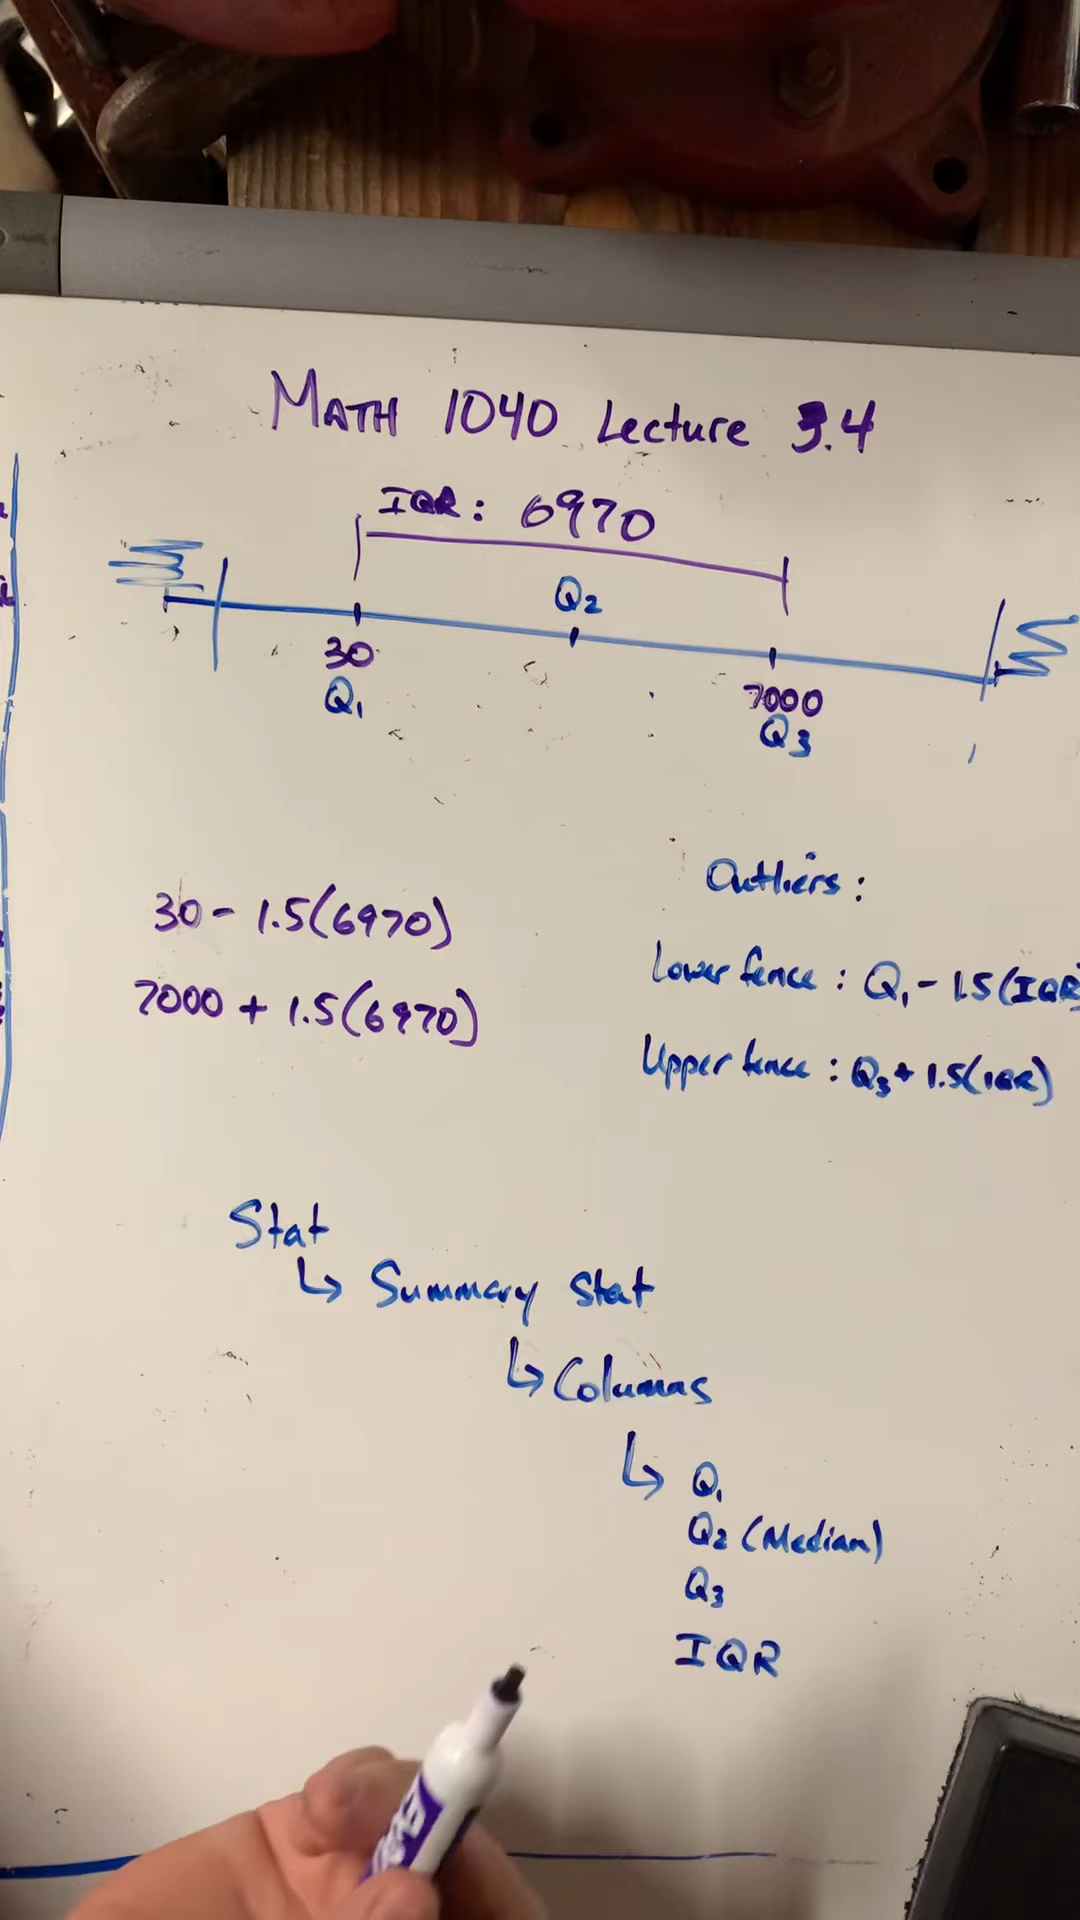 MATH 1040 Lecture 3.4
IQR: 6970
Q2
30
Q1
7000
Q3
Outliers:
30 - 1.5(6970)
Lower fence: Q1 - 1.5(IQR)
7000 + 1.5(6970)
Upper fence: Q3 + 1.5(IQR)
Stat
↳ Summary Stat
↳ Columns
↳ Q1
Q2 (Median)
Q3
IQR